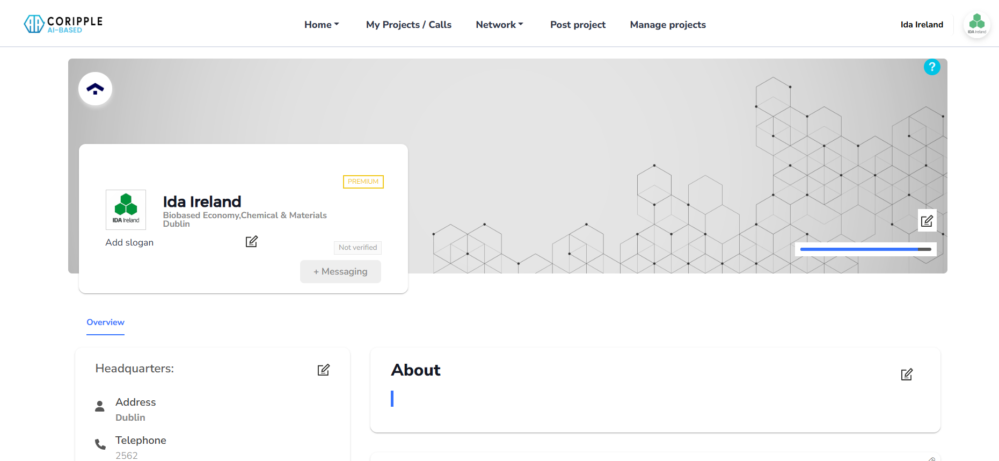 CORIPPLE
AI-BASED
Home
My Projects / Calls
Network
Post project
Manage projects
Ida Ireland
IDA Ireland
?
PREMIUM
IDA Ireland
Ida Ireland
Biobased Economy,Chemical & Materials
Dublin
Add slogan
Not verified
+ Messaging
Overview
Headquarters:
Address
Dublin
Telephone
2562
About